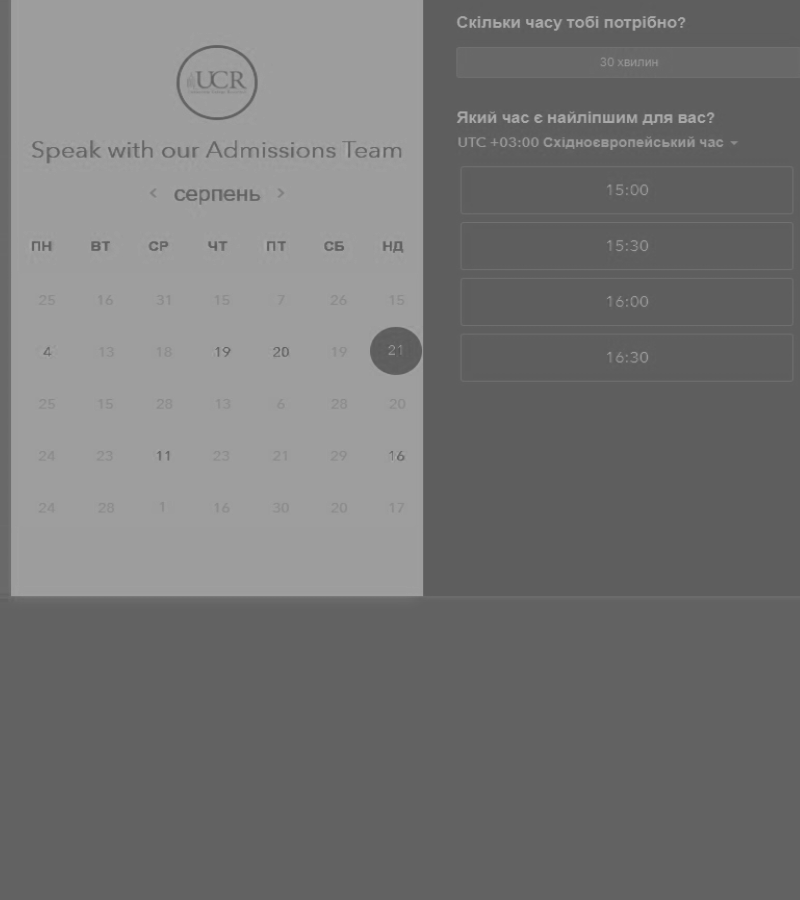 UCR
Speak with our Admissions Team
серпень
ПН ВТ СР ЧТ ПТ СБ НД
25 16 31 15 7 26 15
4 13 18 19 20 19 21
25 15 28 13 6 28 20
24 23 11 23 21 29 16
24 28 1 16 30 20 17
Скільки часу тобі потрібно?
30 хвилин
Який час є найліпшим для вас?
UTC +03:00 Східноєвропейський час
15:00
15:30
16:00
16:30